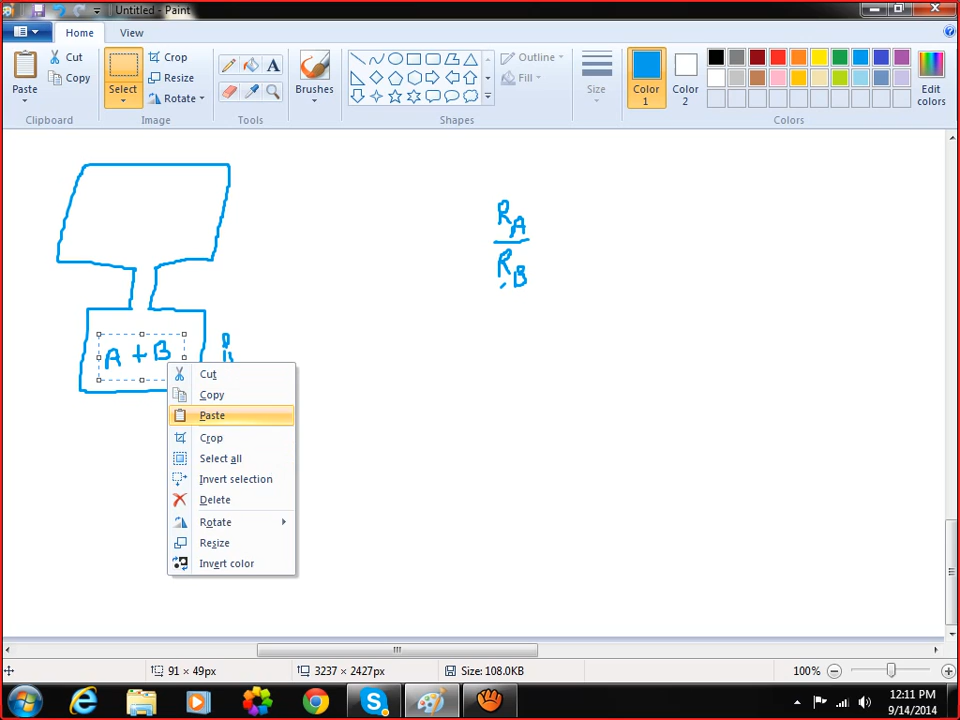 Untitled - Paint
Home
View
Paste
Cut
Copy
Clipboard
Select
Crop
Resize
Rotate
Image
Tools
Brushes
Outline
Fill
Shapes
Size
Color 1
Color 2
Edit colors
Colors
R A
R B
A + B
Cut
Copy
Paste
Crop
Select all
Invert selection
Delete
Rotate
Resize
Invert color
91 × 49px
3237 × 2427px
Size: 108.0KB
100%
12:11 PM
9/14/2014